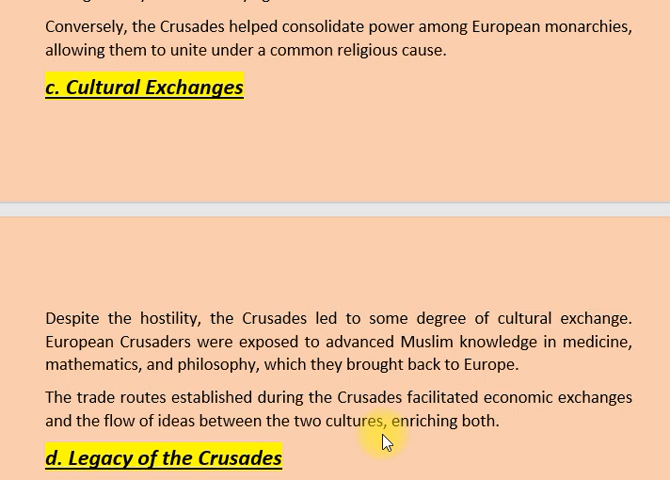 Conversely, the Crusades helped consolidate power among European monarchies,
allowing them to unite under a common religious cause.
c. Cultural Exchanges
Despite the hostility, the Crusades led to some degree of cultural exchange.
European Crusaders were exposed to advanced Muslim knowledge in medicine,
mathematics, and philosophy, which they brought back to Europe.
The trade routes established during the Crusades facilitated economic exchanges
and the flow of ideas between the two cultures, enriching both.
d. Legacy of the Crusades